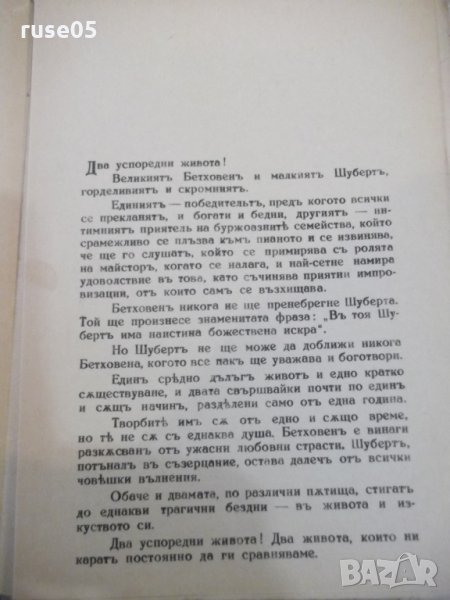 ruse05
Два успоредни живота!
Великиятъ Бетховенъ и малкиятъ Шубертъ,
горделивиятъ и скромниятъ.
Единиятъ — победительтъ, предъ когото всички
се прекланятъ, и богати и бедни, другиятъ — ин-
тимниятъ приятель на буржоазнитѣ семейства, който
срамежливо се плъзва къмъ пианото и се извинява,
че ще го слушатъ, който се примирява съ ролята
на майсторъ, когато се налага, и най-сетне намира
удоволствие въ това, като съчинява приятни импро-
визации, от които самъ се възхищава.
Бетховенъ никога не ще пренебрегне Шуберта.
Той ще произнесе знаменитата фраза: „Въ тоя Шу-
бертъ има наистина божествена искра“.
Но Шубертъ не ще може да доближи никога
Бетховена, когото все пакъ ще уважава и боготвори.
Единъ срѣдно дълъгъ животъ и едно кратко
сѫществуване, и двата свършвайки почти по единъ
и сѫщъ начинъ, раздѣлени само отъ една година.
Творбитѣ имъ сѫ отъ едно и сѫщо време,
но тѣ не сѫ съ еднаква душа. Бетховенъ е винаги
разкѫсванъ отъ ужасни любовни страсти. Шубертъ,
потъналъ въ съзерцание, остава далечъ отъ всички
човѣшки вълнения.
Обаче и двамата, по различни пѫтища, стигатъ
до еднакви трагични бездни — въ живота и из-
куството си.
Два успоредни живота! Два живота, които ни
каратъ постоянно да ги сравняваме.
BAZAR
bg